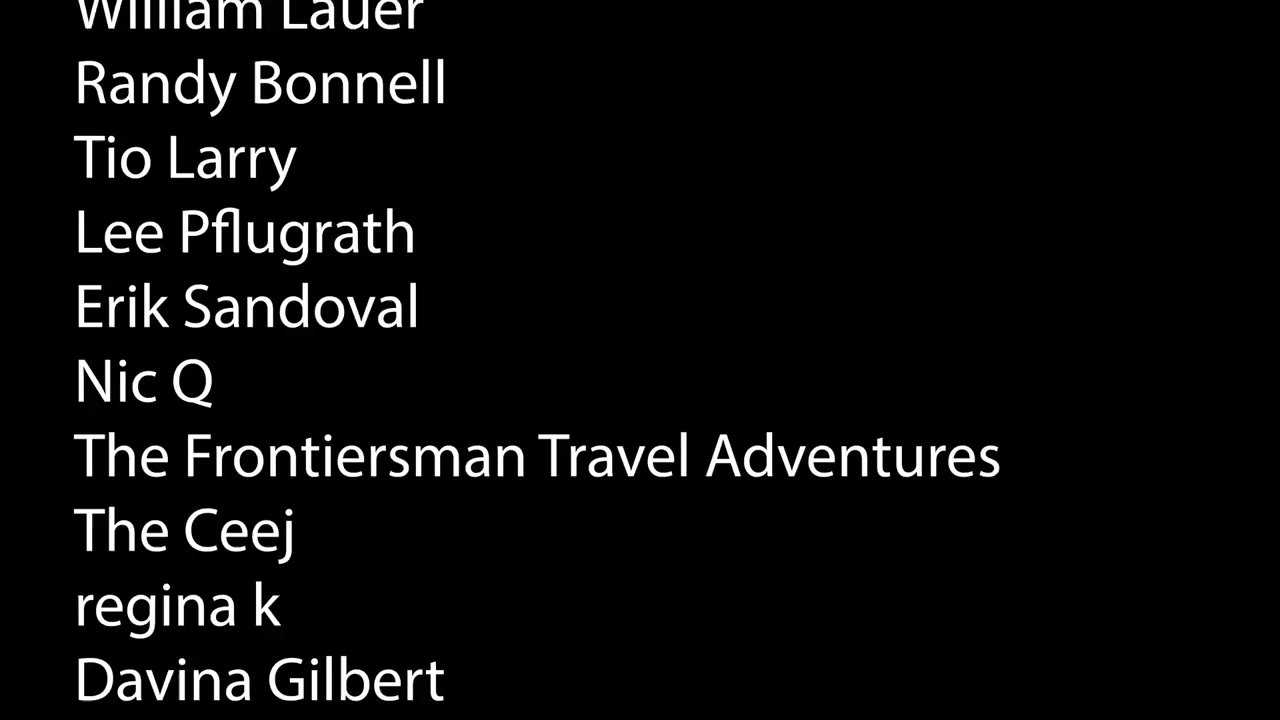 William Lauer
Randy Bonnell
Tio Larry
Lee Pflugrath
Erik Sandoval
Nic Q
The Frontiersman Travel Adventures
The Ceej
regina k
Davina Gilbert